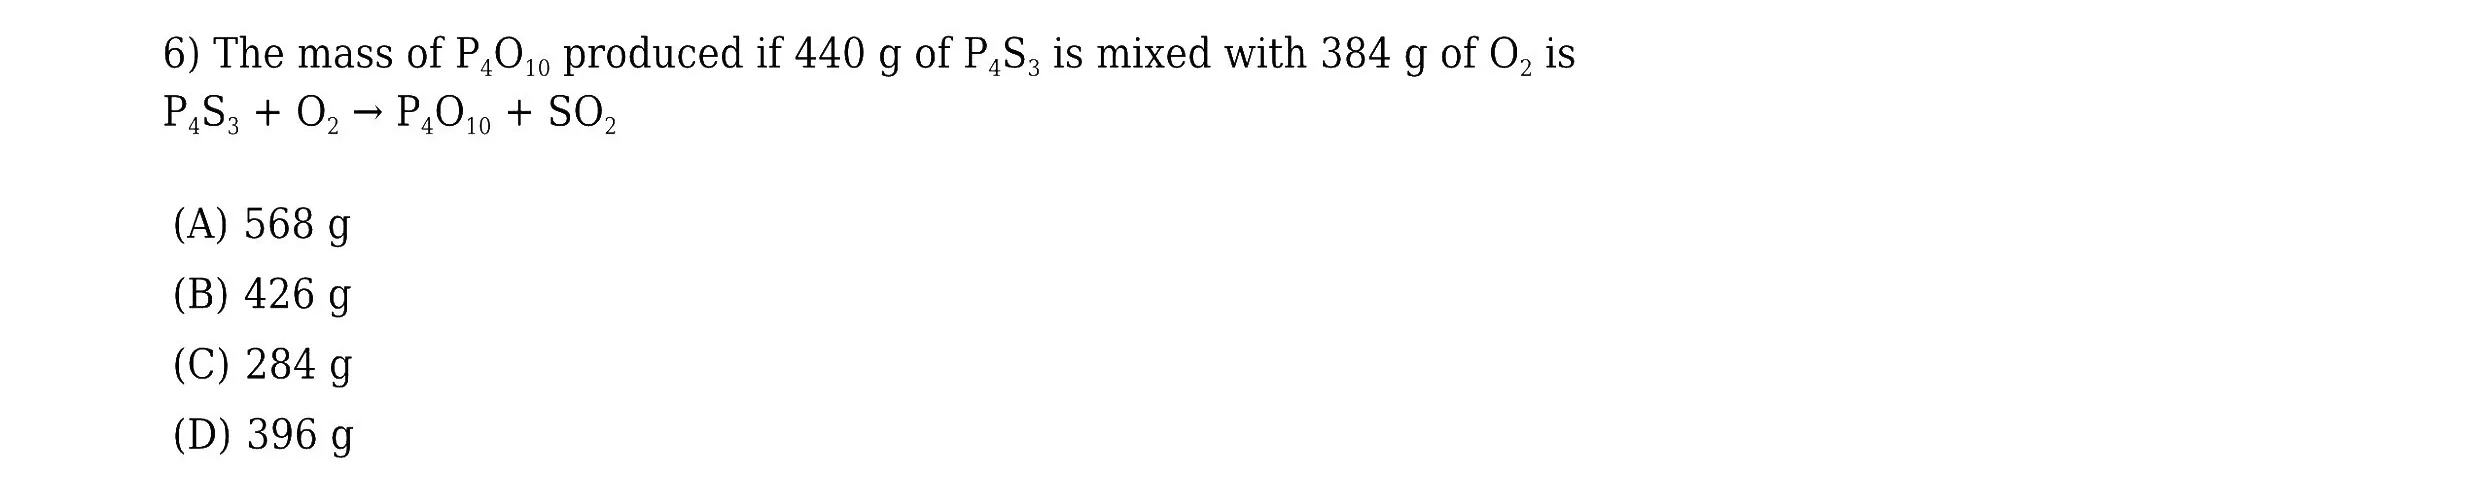 6) The mass of P₄O₁₀ produced if 440 g of P₄S₃ is mixed with 384 g of O₂ is
P₄S₃ + O₂ → P₄O₁₀ + SO₂
(A) 568 g
(B) 426 g
(C) 284 g
(D) 396 g